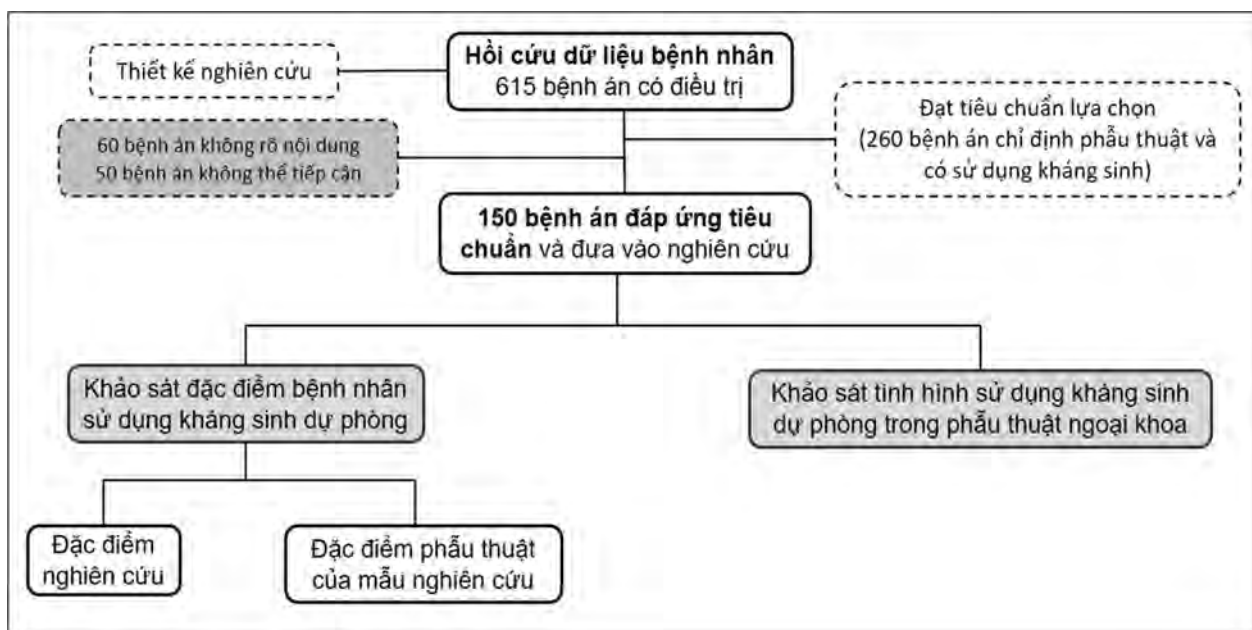 Hồi cứu dữ liệu bệnh nhân
615 bệnh án có điều trị
Thiết kế nghiên cứu
Đạt tiêu chuẩn lựa chọn
(260 bệnh án chỉ định phẫu thuật và
có sử dụng kháng sinh)
60 bệnh án không rõ nội dung
50 bệnh án không thể tiếp cận
150 bệnh án đáp ứng tiêu
chuẩn và đưa vào nghiên cứu
Khảo sát đặc điểm bệnh nhân
sử dụng kháng sinh dự phòng
Khảo sát tình hình sử dụng kháng sinh
dự phòng trong phẫu thuật ngoại khoa
Đặc điểm
nghiên cứu
Đặc điểm phẫu thuật
của mẫu nghiên cứu